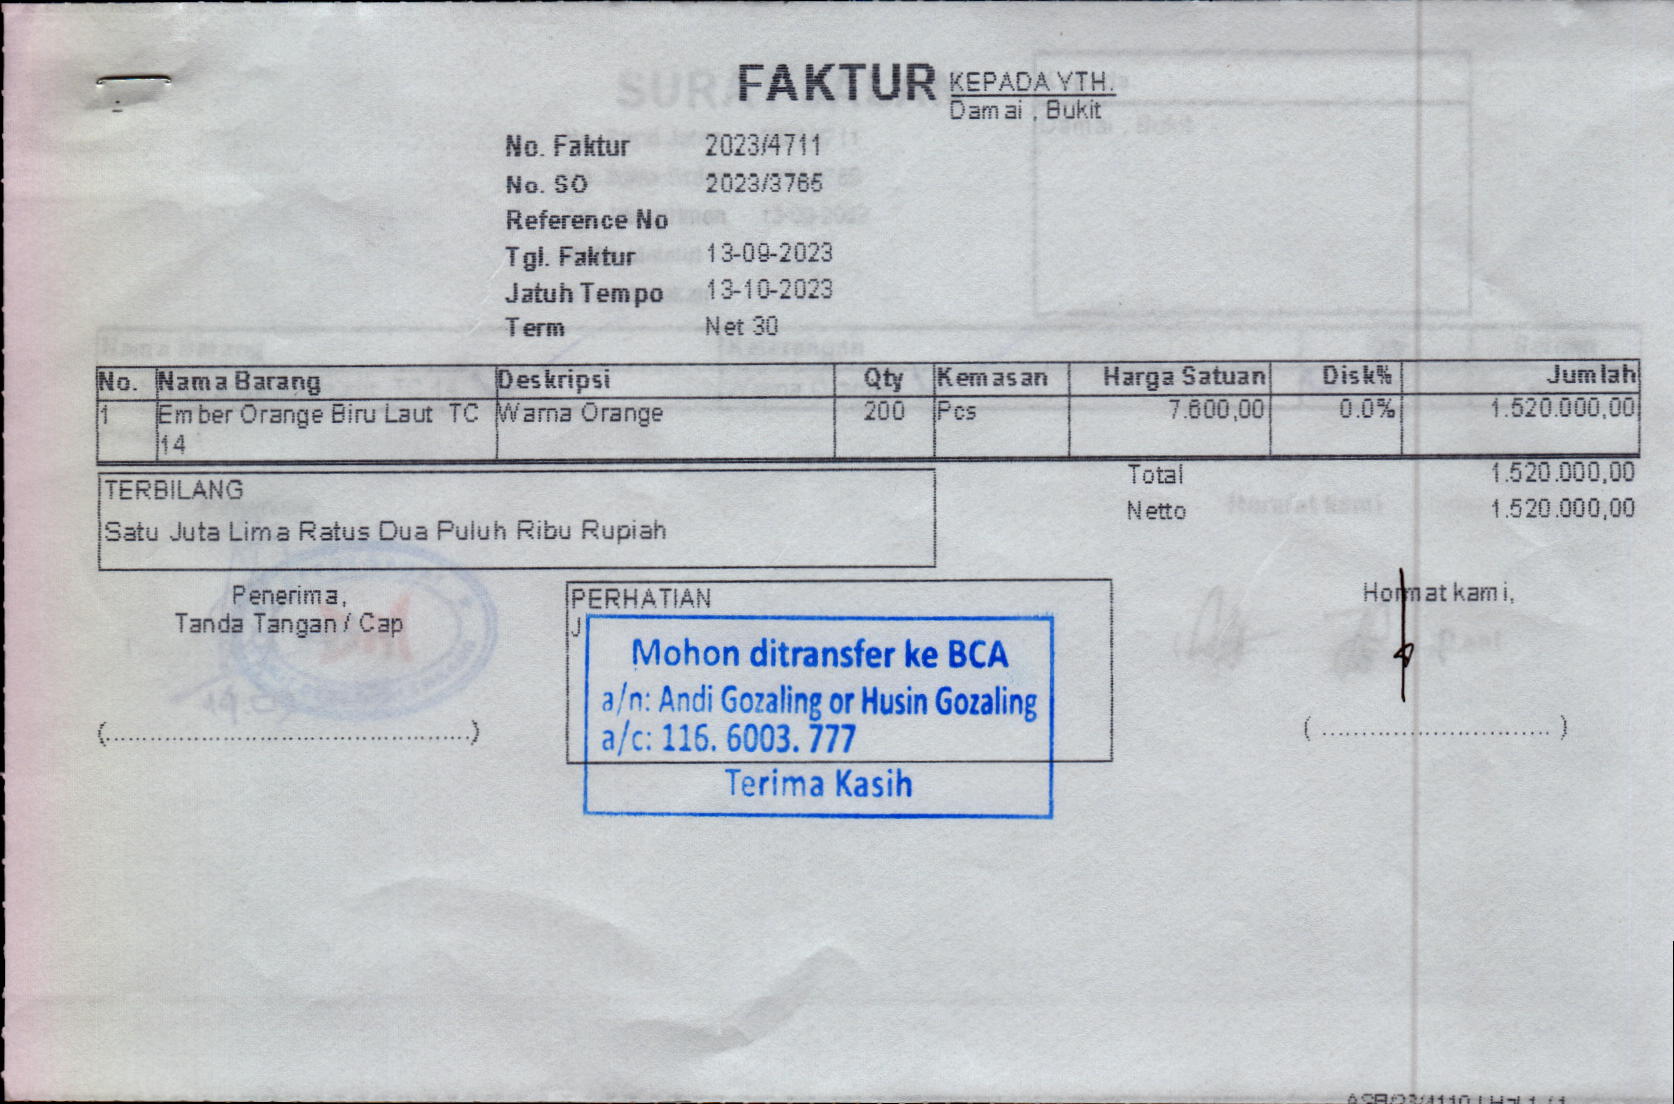 FAKTUR
KEPADA YTH.
Damai , Bukit
No. Faktur 2023/4711
No. SO 2023/3765
Reference No
Tgl. Faktur 13-09-2023
Jatuh Tempo 13-10-2023
Term Net 30
No. Nama Barang Deskripsi Qty Kemasan Harga Satuan Disk% Jumlah
1 Ember Orange Biru Laut TC Warna Orange 200 Pcs 7.600,00 0.0% 1.520.000,00
14
Total 1.520.000,00
Netto 1.520.000,00
TERBILANG
Satu Juta Lima Ratus Dua Puluh Ribu Rupiah
Penerima,
Tanda Tangan / Cap
(..................................................)
PERHATIAN
J
Mohon ditransfer ke BCA
a/n: Andi Gozaling or Husin Gozaling
a/c: 116. 6003. 777
Terima Kasih
Hormat kami,
( .............................. )